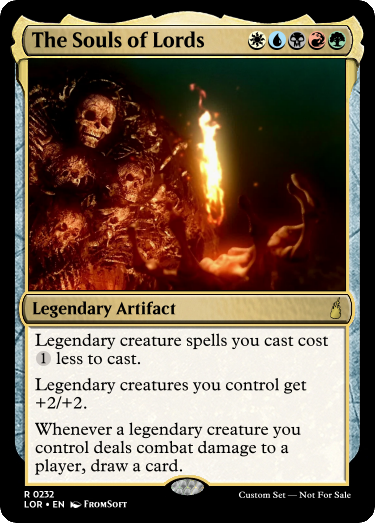 The Souls of Lords
Legendary Artifact
Legendary creature spells you cast cost
1 less to cast.
Legendary creatures you control get
+2/+2.
Whenever a legendary creature you
control deals combat damage to a
player, draw a card.
R 0232
LOR • EN FROMSOFT
Custom Set — Not For Sale